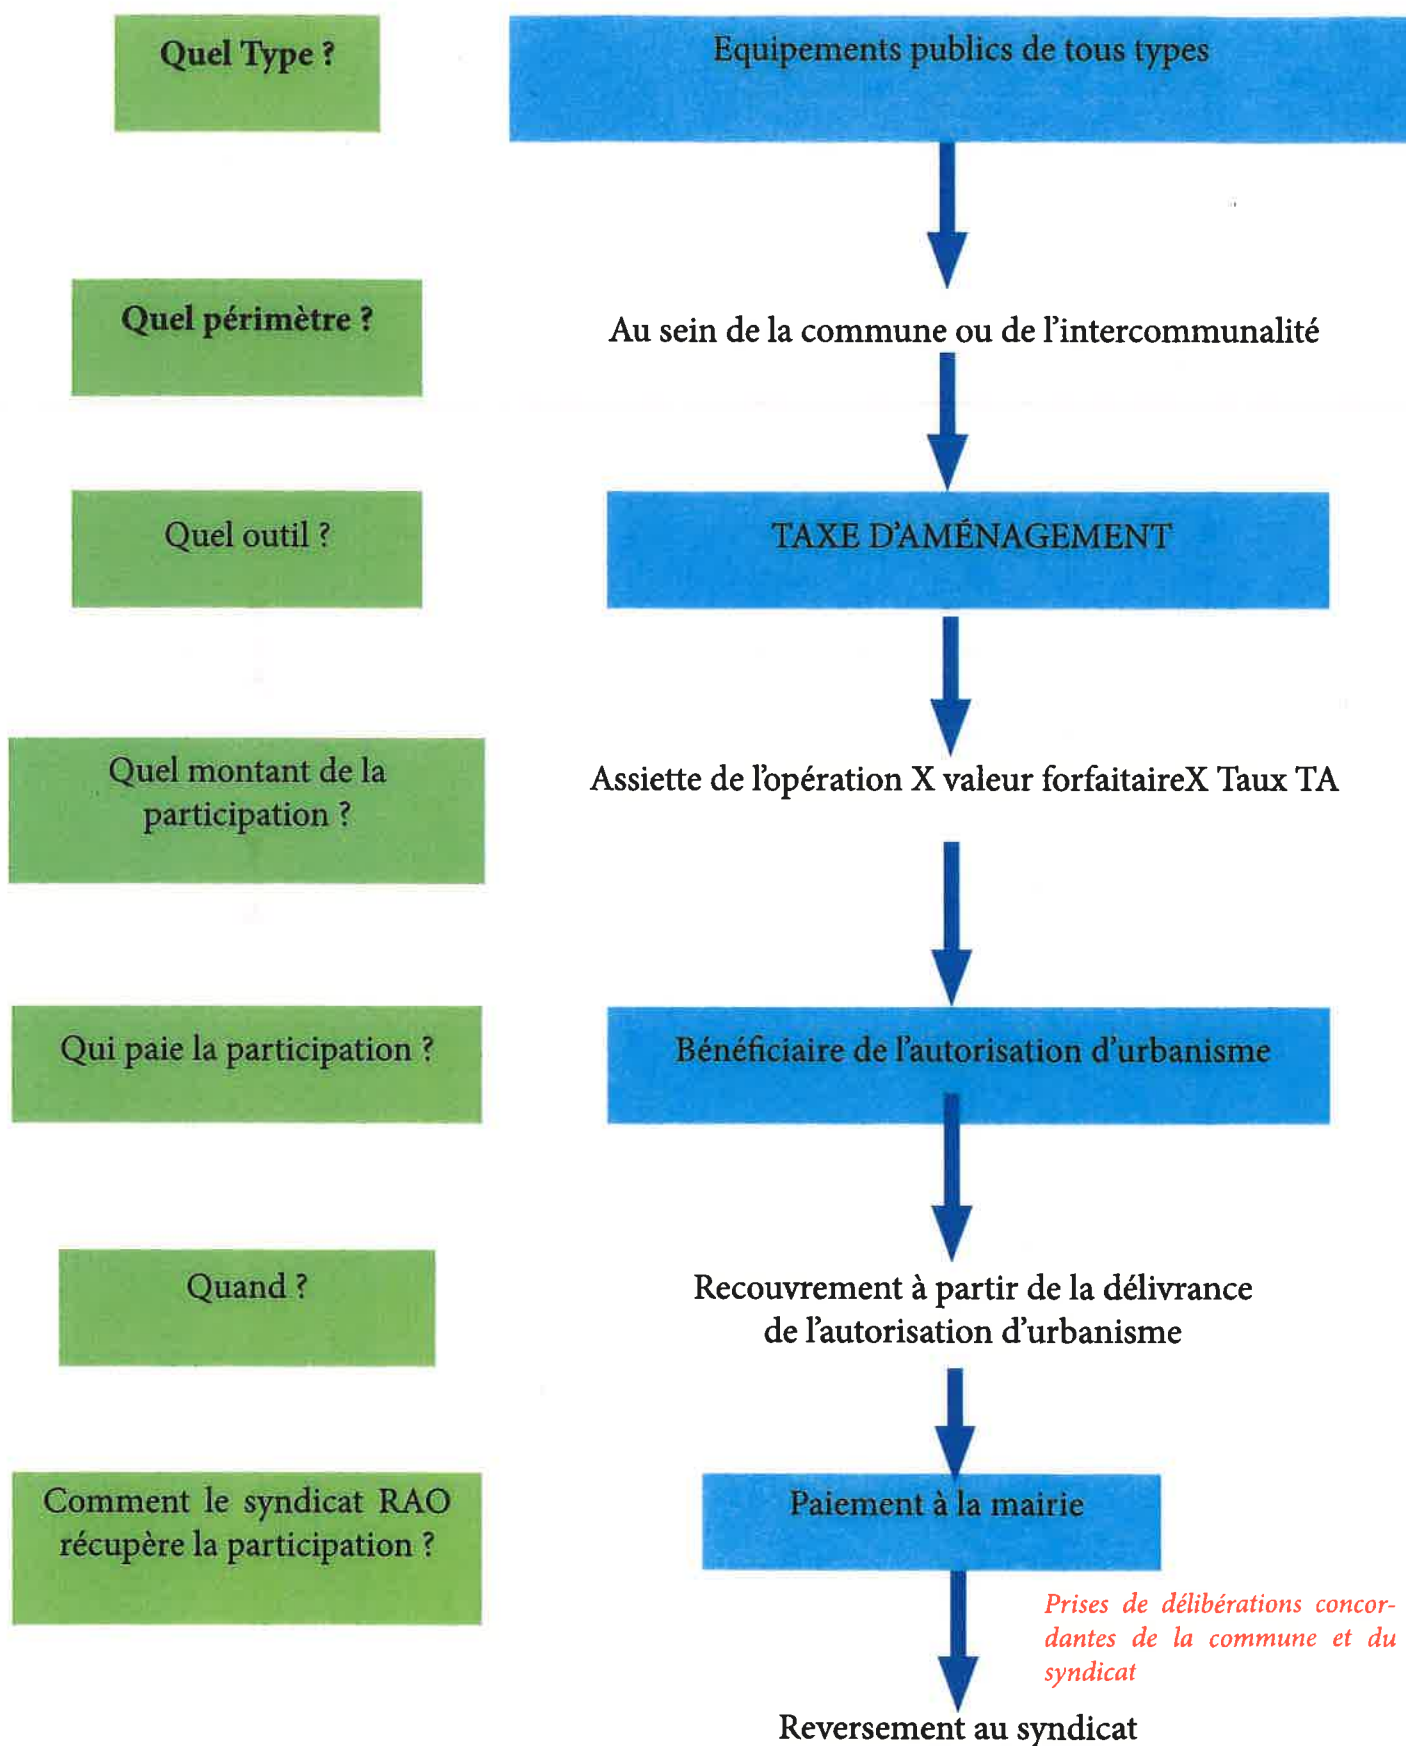 Quel Type ?
Equipements publics de tous types
Quel périmètre ?
Au sein de la commune ou de l'intercommunalité
Quel outil ?
TAXE D'AMÉNAGEMENT
Quel montant de la
participation ?
Assiette de l'opération X valeur forfaitaireX Taux TA
Qui paie la participation ?
Bénéficiaire de l'autorisation d'urbanisme
Quand ?
Recouvrement à partir de la délivrance
de l'autorisation d'urbanisme
Comment le syndicat RAO
récupère la participation ?
Paiement à la mairie
Prises de délibérations concor-
dantes de la commune et du
syndicat
Reversement au syndicat